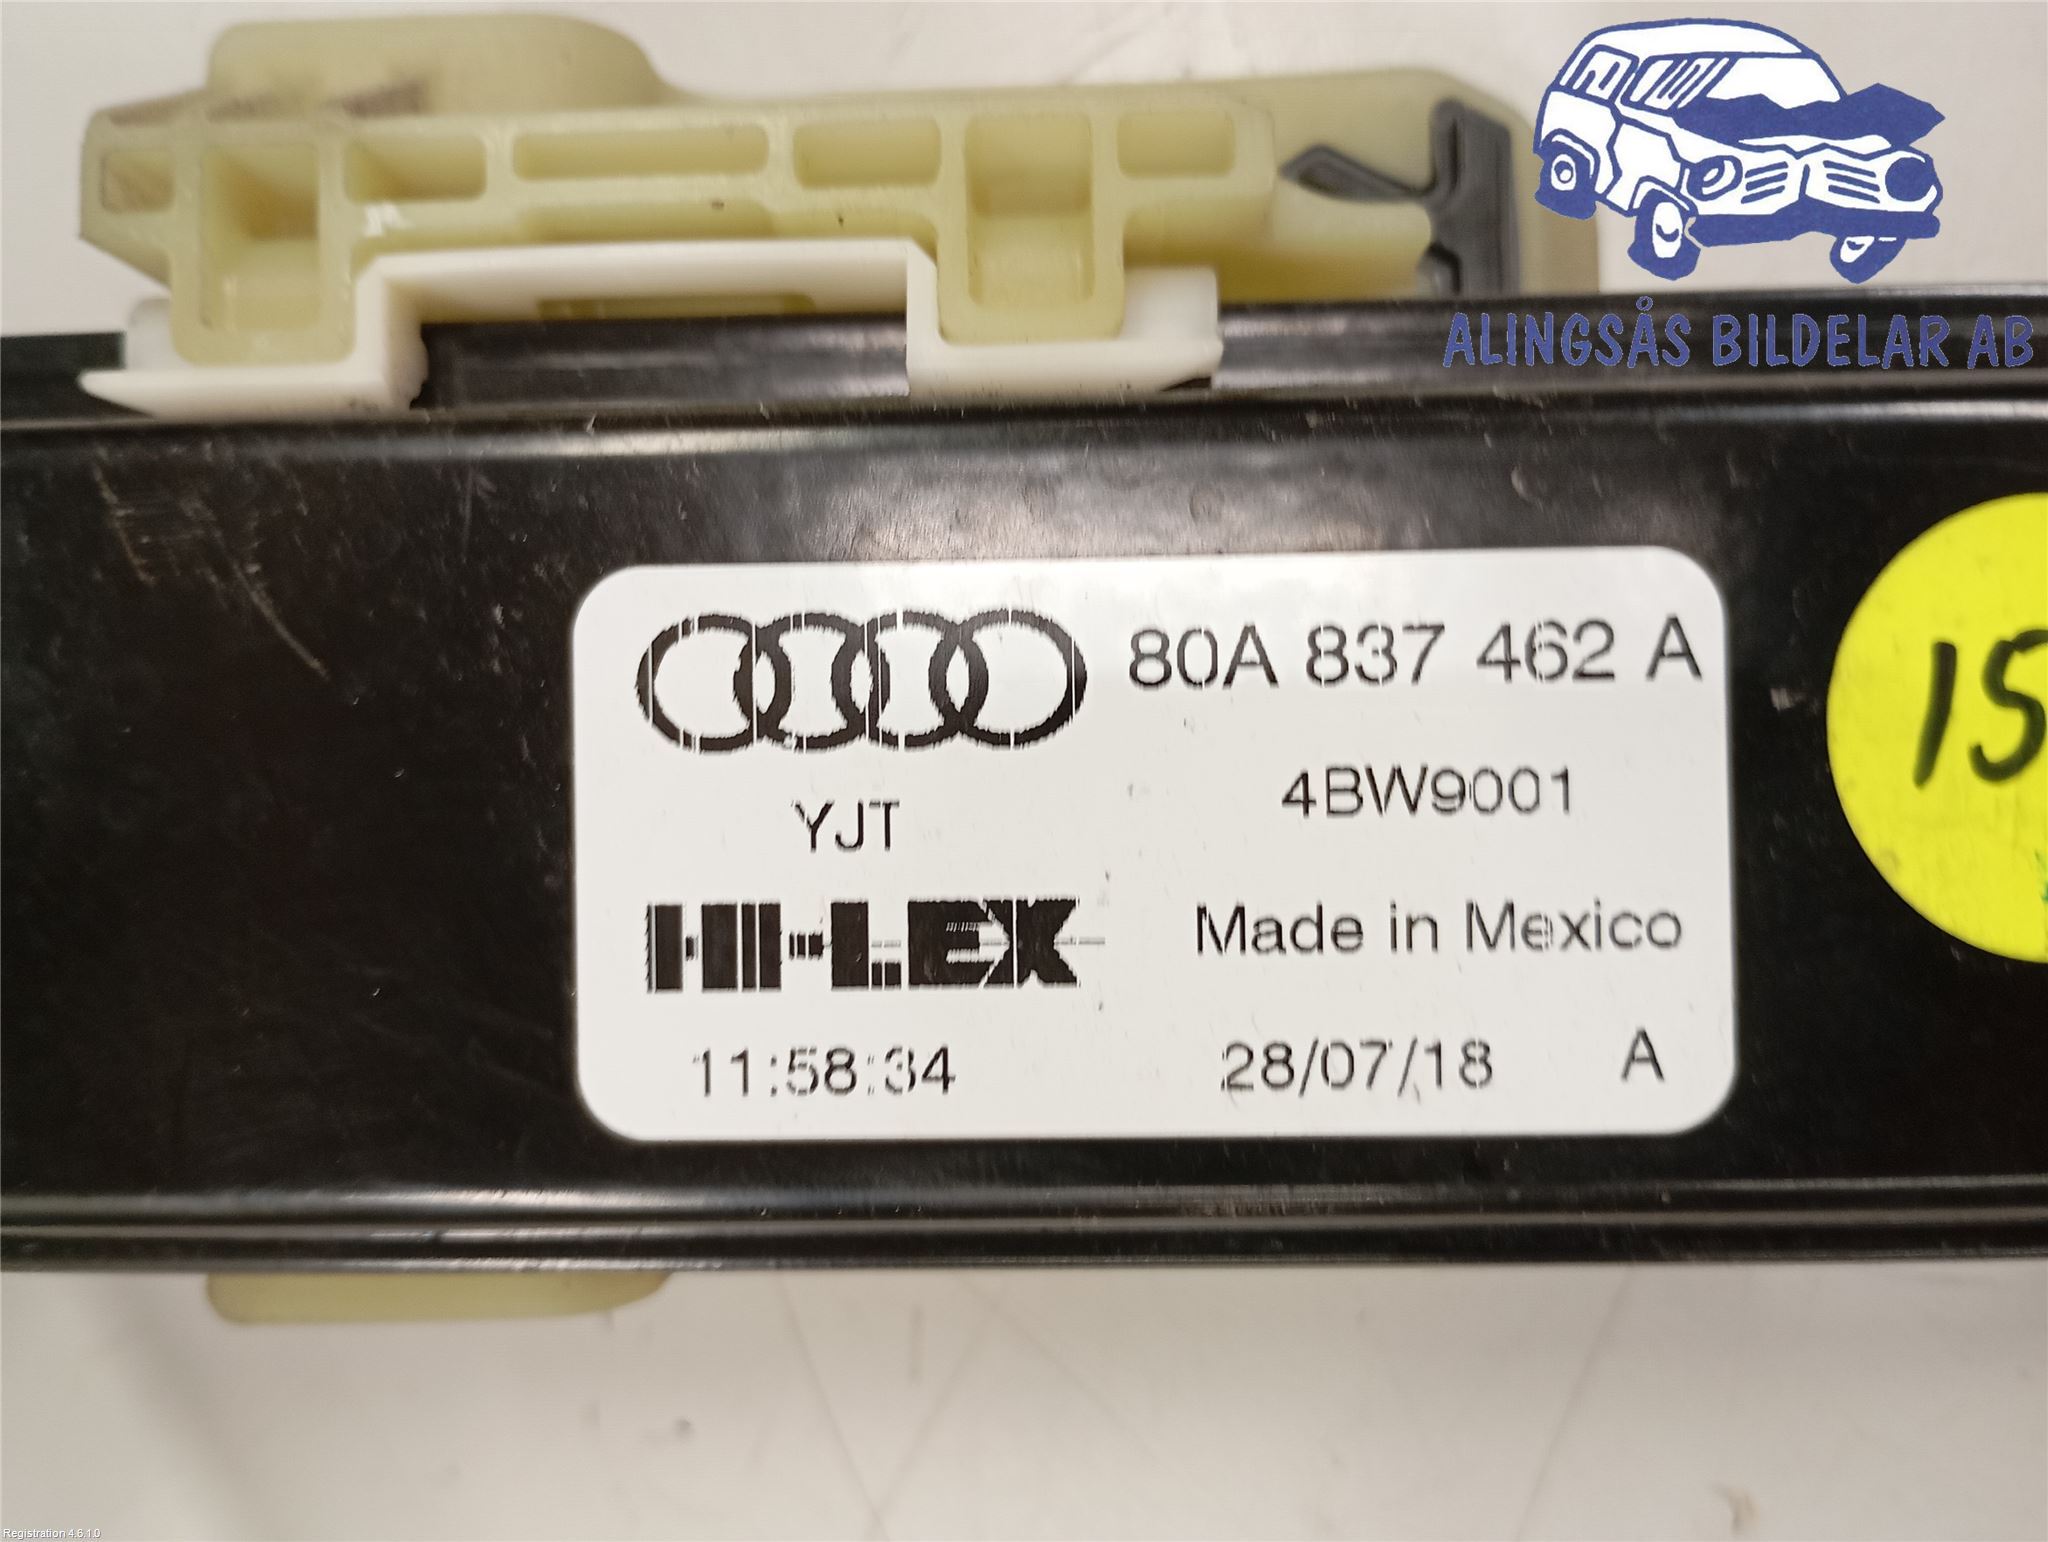 ALINGSÅS BILDELAR AB
80A 837 462 A
4BW9001
YJT
HI-LEX
Made in Mexico
11:58:34
28/07/18
A
Registration 4.6.1.0